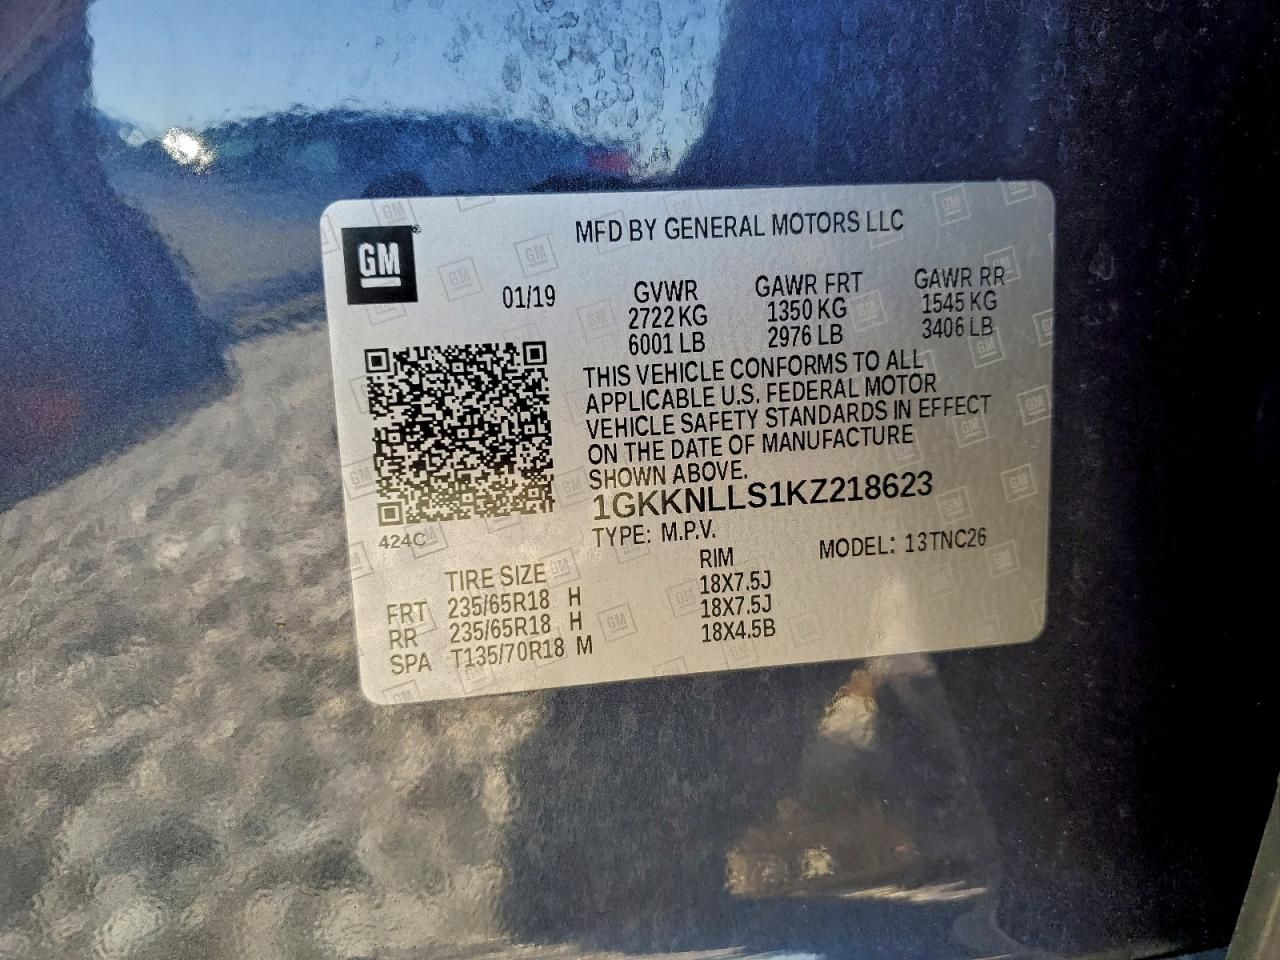 GM ®
MFD BY GENERAL MOTORS LLC
01/19
GVWR GAWR FRT GAWR RR
2722 KG 1350 KG 1545 KG
6001 LB 2976 LB 3406 LB
THIS VEHICLE CONFORMS TO ALL
APPLICABLE U.S. FEDERAL MOTOR
VEHICLE SAFETY STANDARDS IN EFFECT
ON THE DATE OF MANUFACTURE
SHOWN ABOVE.
1GKKNLLS1KZ218623
424C
TYPE: M.P.V. MODEL: 13TNC26
TIRE SIZE RIM
FRT 235/65R18 H 18X7.5J
RR 235/65R18 H 18X7.5J
SPA T135/70R18 M 18X4.5B